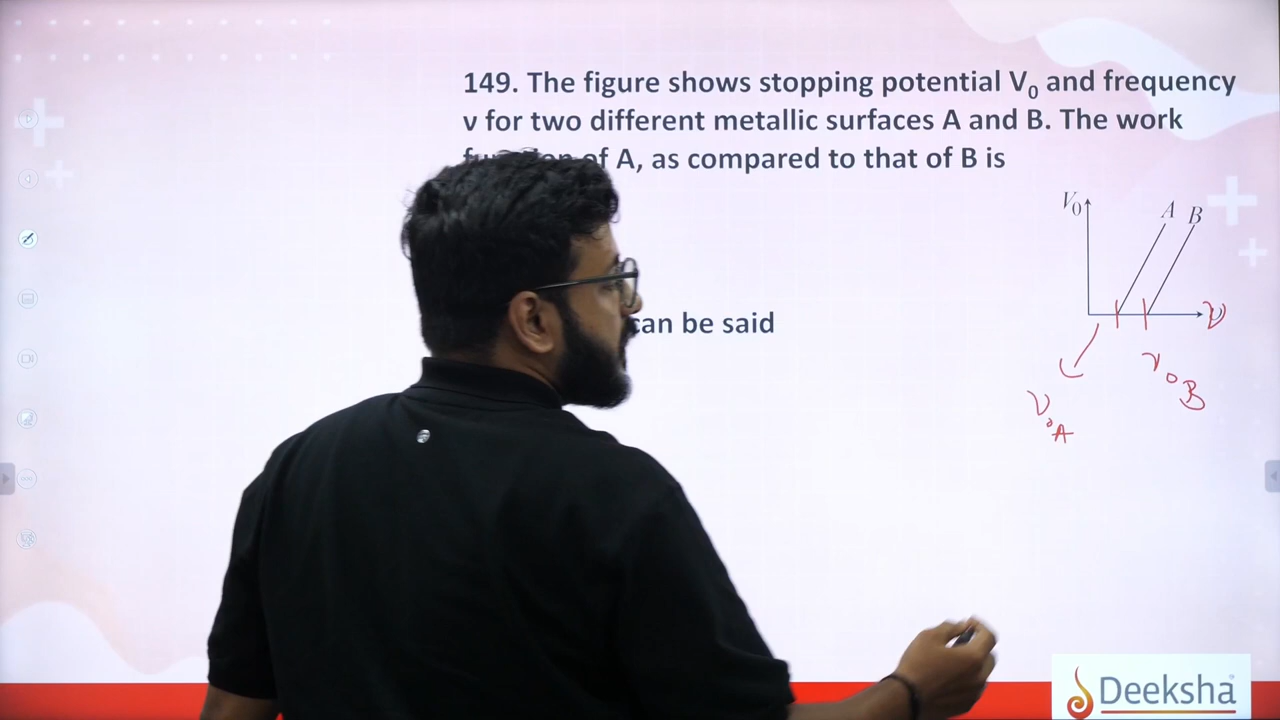 149. The figure shows stopping potential V₀ and frequency
ν for two different metallic surfaces A and B. The work
of A, as compared to that of B is
V₀ A B
ν
can be said
ν₀A
ν₀B
Deeksha